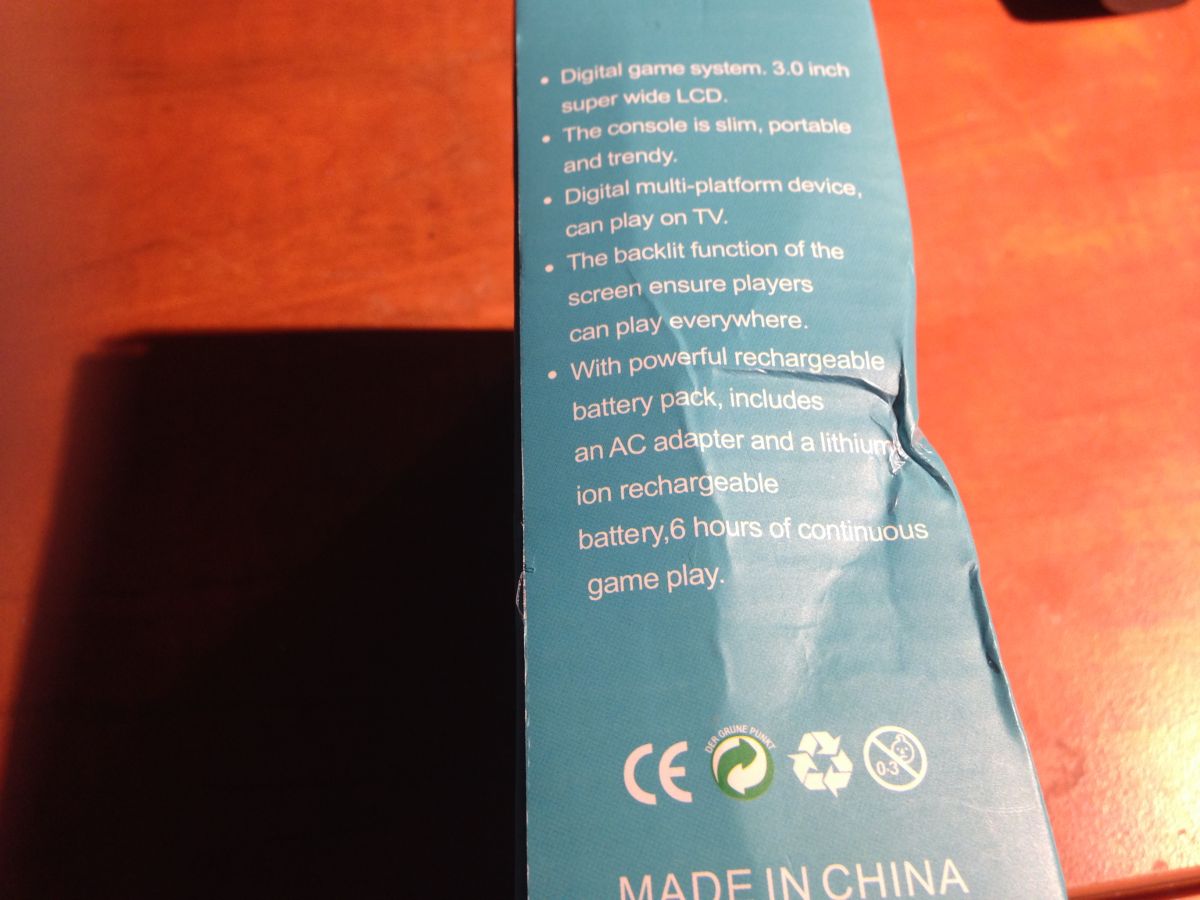 • Digital game system. 3.0 inch
super wide LCD.
• The console is slim, portable
and trendy.
• Digital multi-platform device,
can play on TV.
• The backlit function of the
screen ensure players
can play everywhere.
• With powerful rechargeable
battery pack, includes
an AC adapter and a lithium
ion rechargeable
battery,6 hours of continuous
game play.
CE
DER GRÜNE PUNKT
0-3
MADE IN CHINA